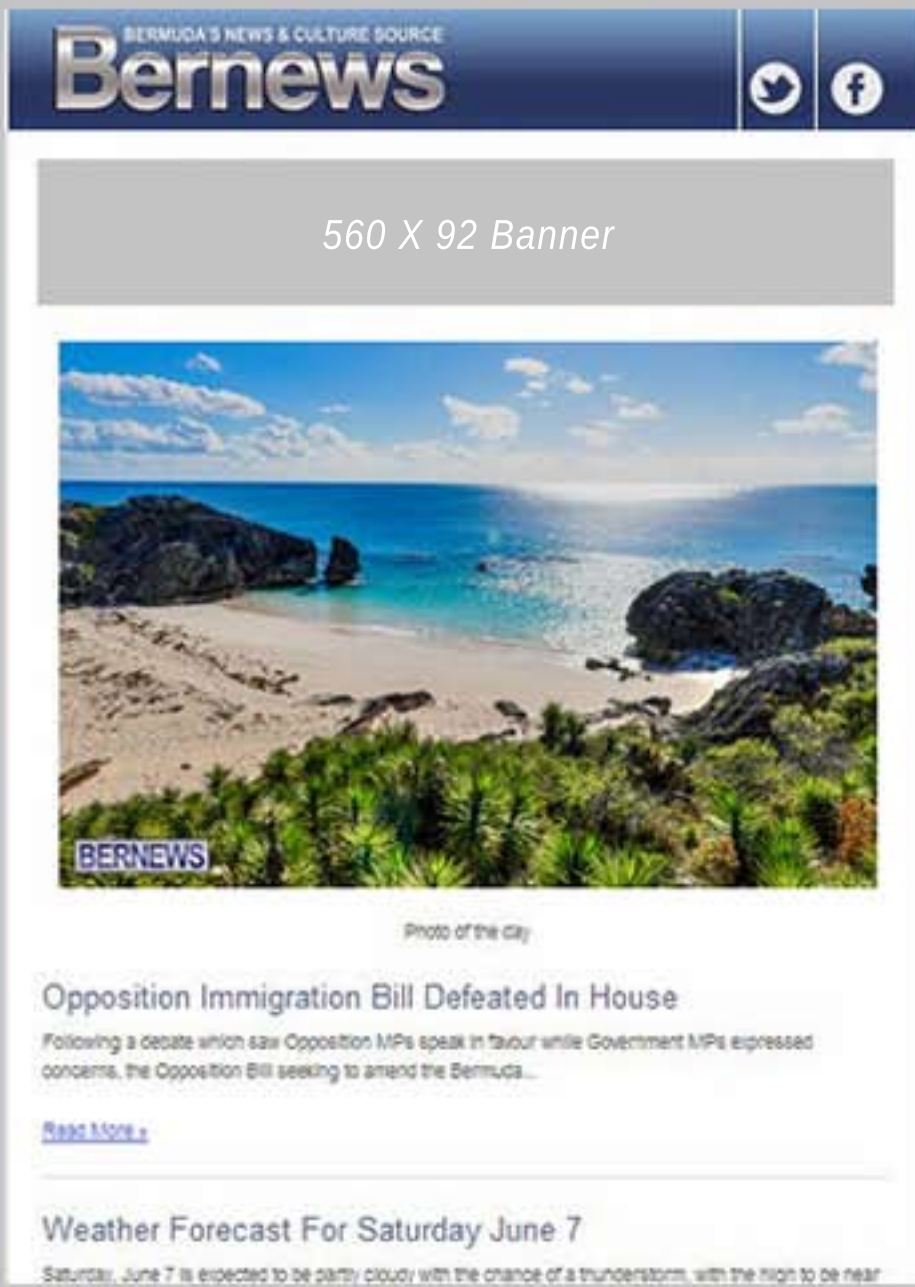 BERMUDA'S NEWS & CULTURE SOURCE
Bernews
560 X 92 Banner
BERNEWS
Photo of the day
Opposition Immigration Bill Defeated In House
Following a debate which saw Opposition MPs speak in favour while Government MPs expressed
concerns, the Opposition Bill seeking to amend the Bermuda...
Read More »
Weather Forecast For Saturday June 7
Saturday, June 7 is expected to be partly cloudy with the chance of a thunderstorm, with the high to be near